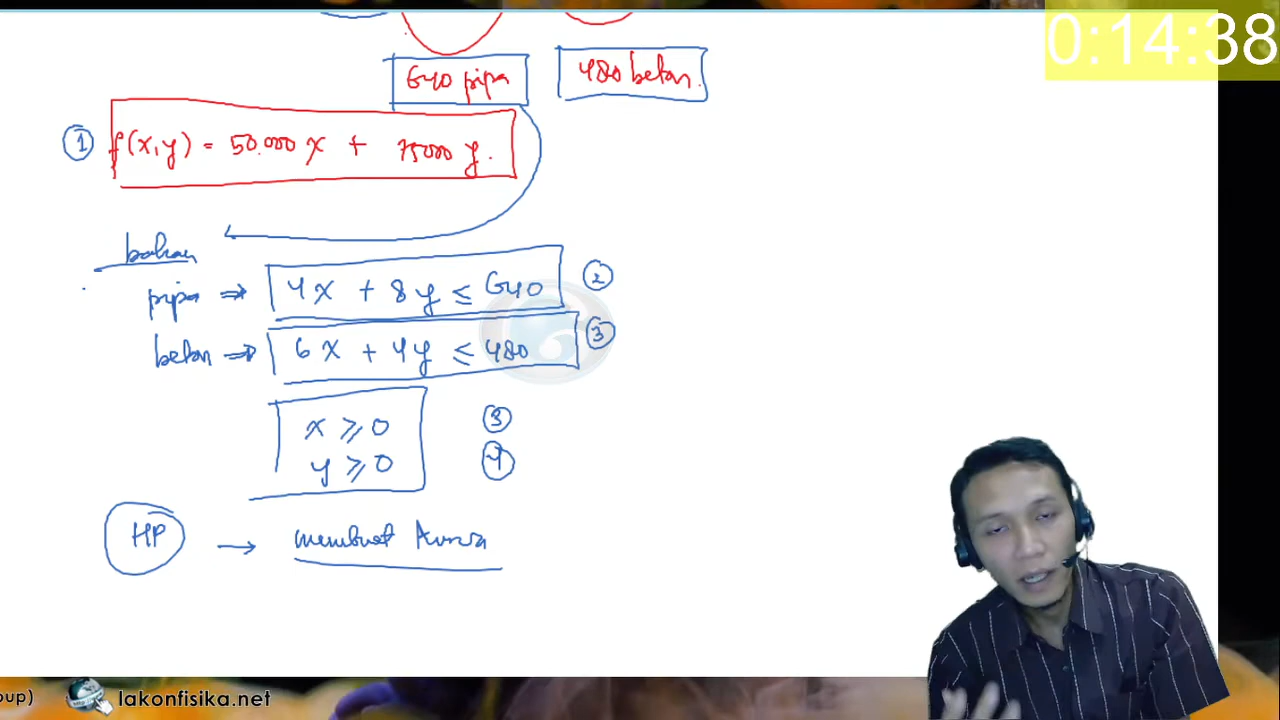 0:14:38
640 pipa 480 beton.
① f(x,y) = 50.000 x + 75000 y.
bahan
pipa ⇒ 4x + 8y ≤ 640 ②
beton ⇒ 6x + 4y ≤ 480 ③
x ≥ 0 ③
y ≥ 0 ④
HP → membuat kurva
oup) lakonfisika.net